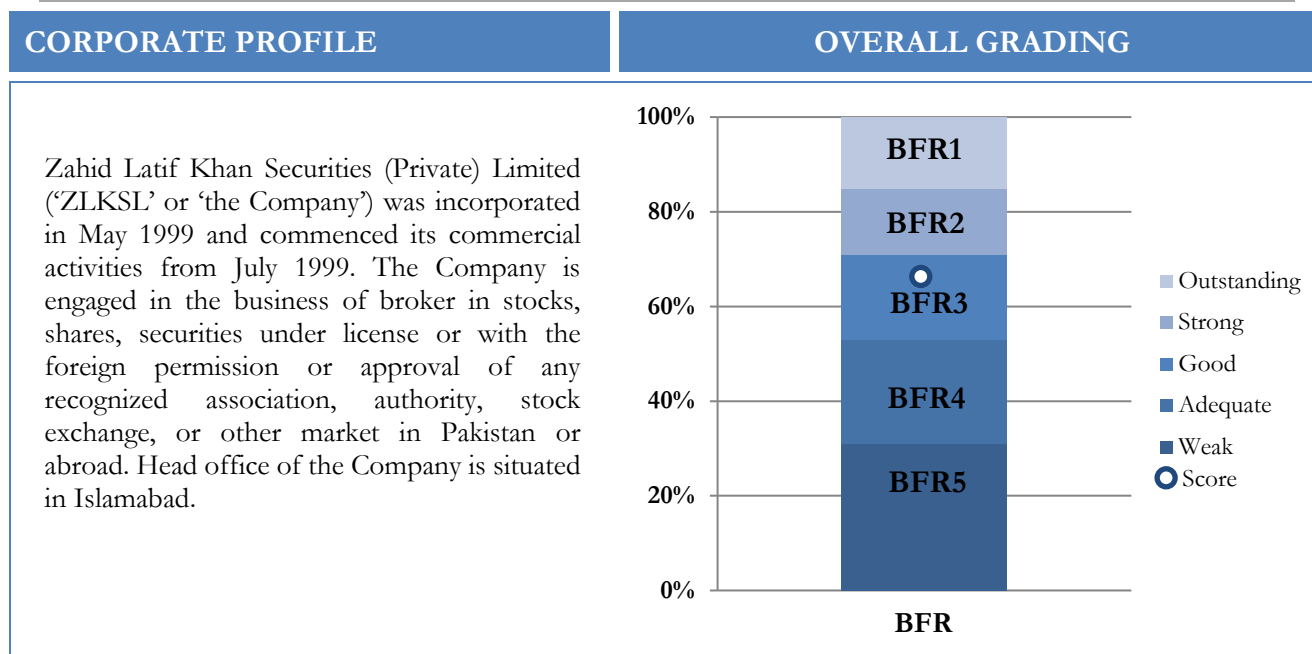 CORPORATE PROFILE
OVERALL GRADING
Zahid Latif Khan Securities (Private) Limited
(‘ZLKSL’ or ‘the Company’) was incorporated
in May 1999 and commenced its commercial
activities from July 1999. The Company is
engaged in the business of broker in stocks,
shares, securities under license or with the
foreign permission or approval of any
recognized association, authority, stock
exchange, or other market in Pakistan or
abroad. Head office of the Company is situated
in Islamabad.
100%
80%
60%
40%
20%
0%
BFR1
BFR2
BFR3
BFR4
BFR5
BFR
Outstanding
Strong
Good
Adequate
Weak
Score